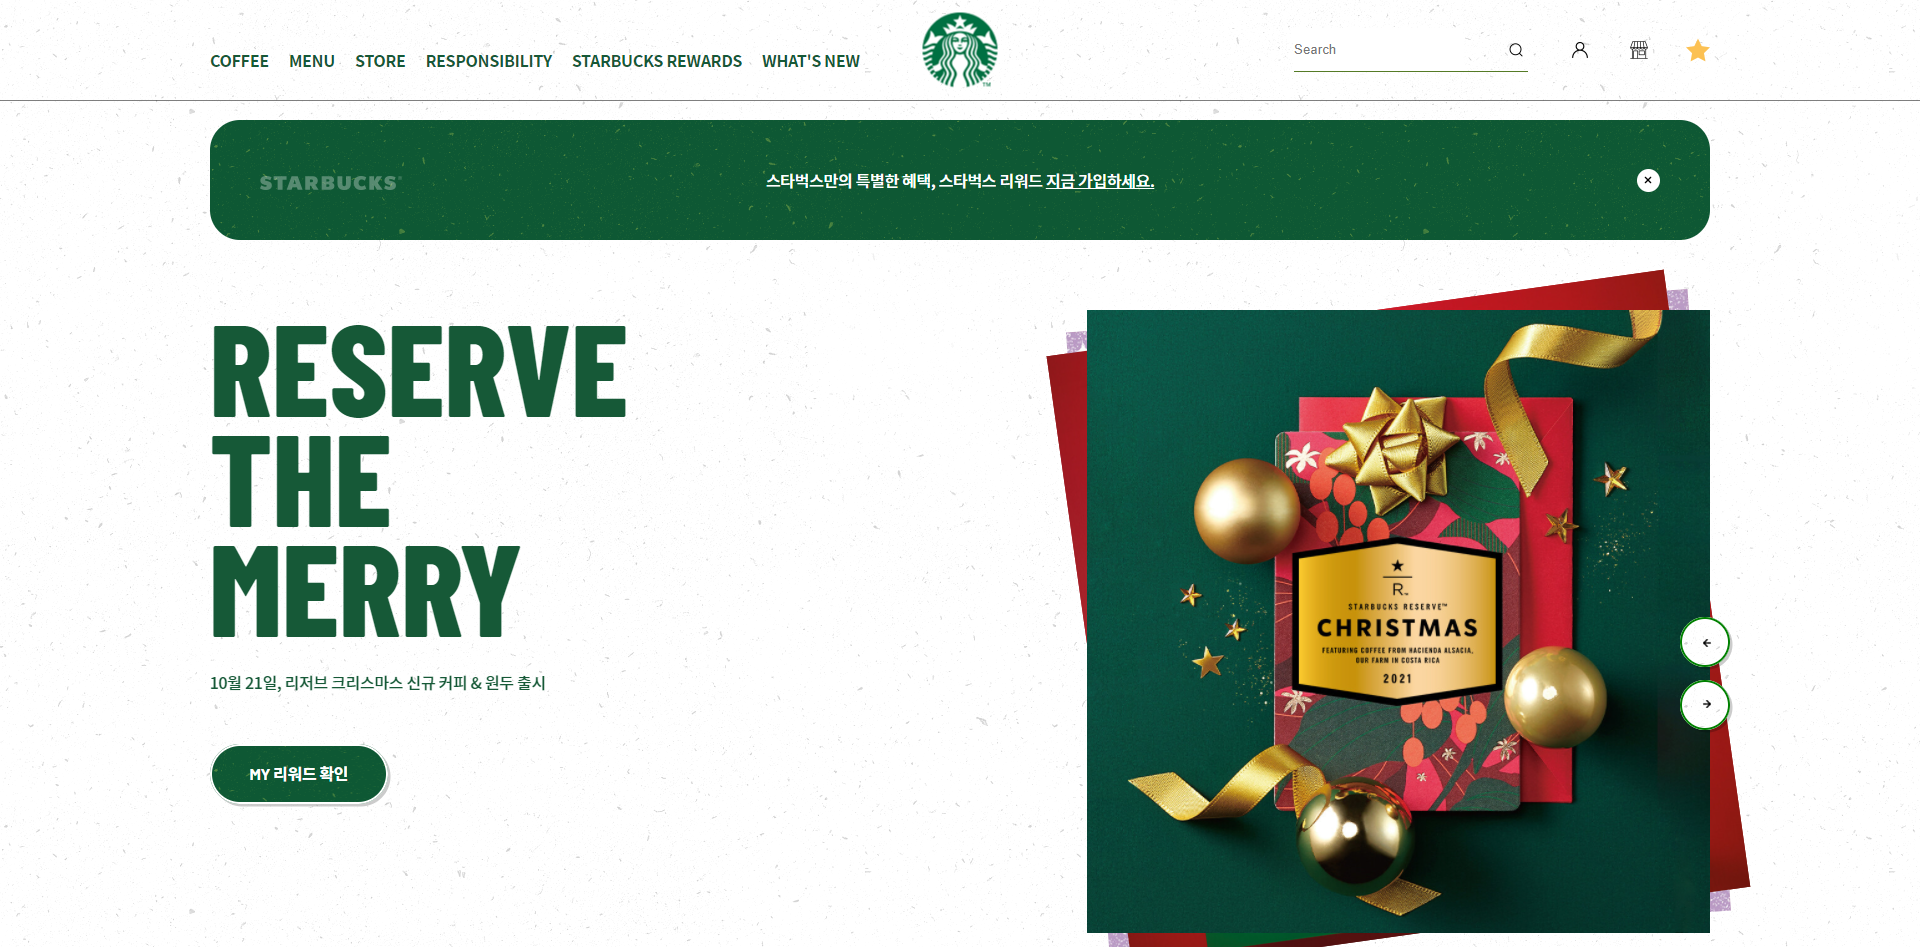 COFFEE MENU STORE RESPONSIBILITY STARBUCKS REWARDS WHAT'S NEW
TM
Search
STARBUCKS®
스타벅스만의 특별한 혜택, 스타벅스 리워드 지금 가입하세요.
RESERVE
THE
MERRY
10월 21일, 리저브 크리스마스 신규 커피 & 원두 출시
MY 리워드 확인
R™
STARBUCKS RESERVE™
CHRISTMAS
FEATURING COFFEE FROM HACIENDA ALSACIA,
OUR FARM IN COSTA RICA
2021